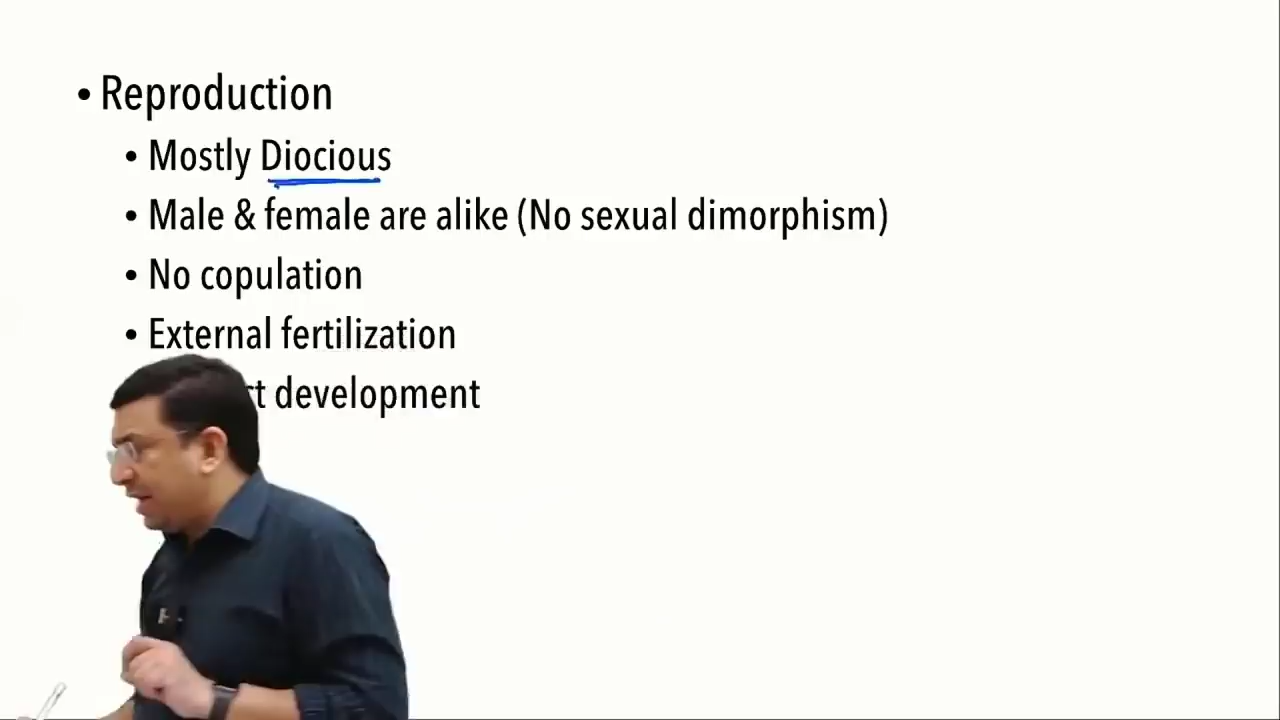 • Reproduction
• Mostly Diocious
• Male & female are alike (No sexual dimorphism)
• No copulation
• External fertilization
development